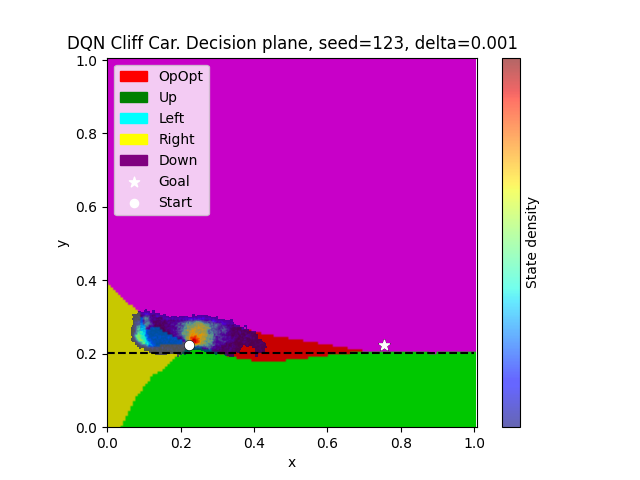 DQN Cliff Car. Decision plane, seed=123, delta=0.001
1.0
0.8
0.6
0.4
0.2
0.0
y
OpOpt
Up
Left
Right
Down
Goal
Start
0.0 0.2 0.4 0.6 0.8 1.0
x
State density